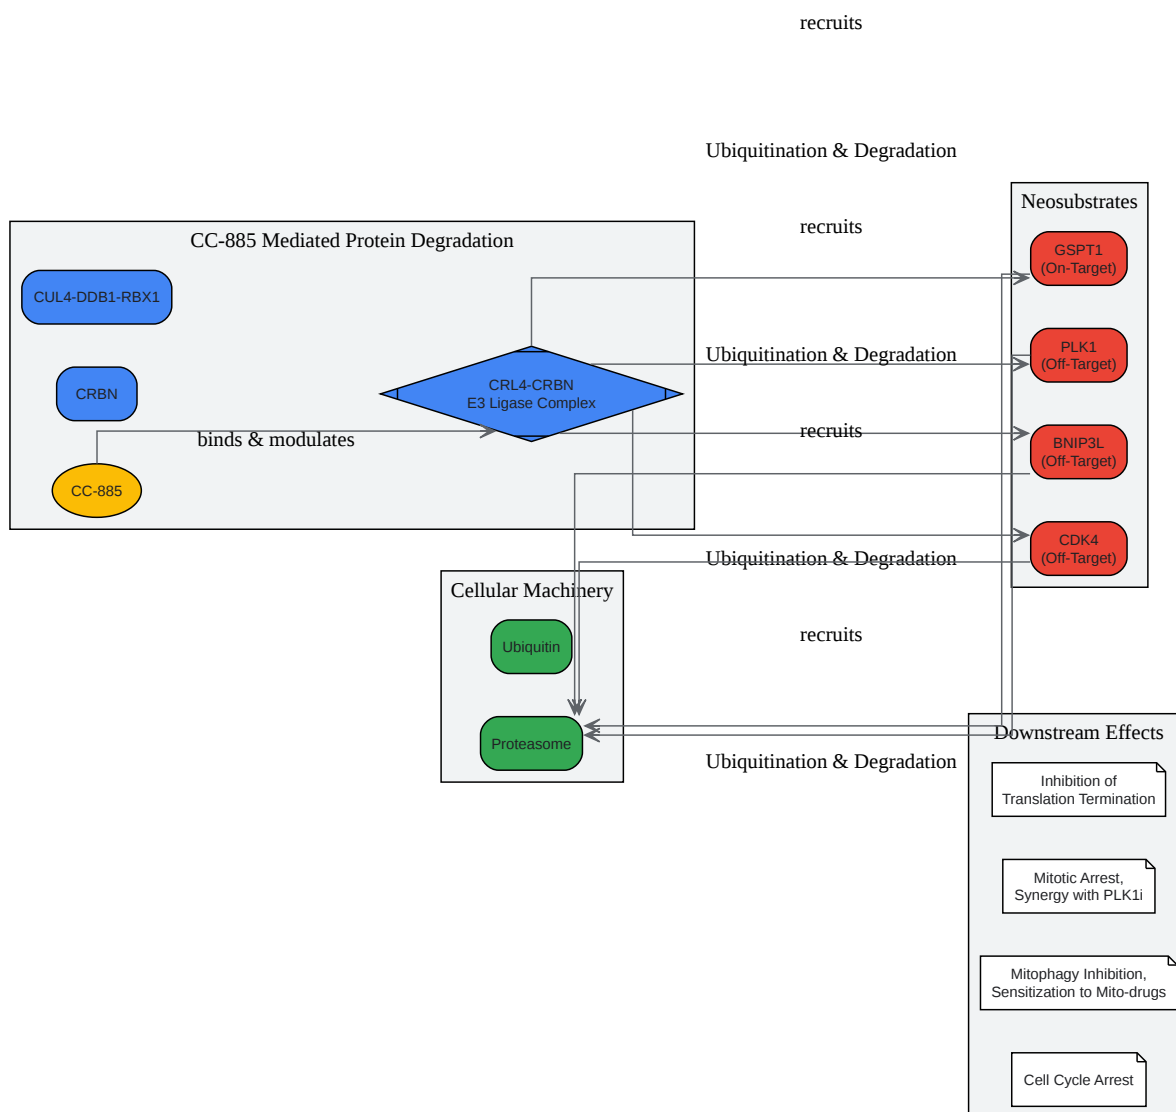 recruits
Ubiquitination & Degradation
Neosubstrates
recruits
CC-885 Mediated Protein Degradation
GSPT1
(On-Target)
CUL4-DDB1-RBX1
PLK1
(Off-Target)
Ubiquitination & Degradation
CRL4-CRBN
E3 Ligase Complex
CRBN
recruits
binds & modulates
BNIP3L
(Off-Target)
CC-885
CDK4
(Off-Target)
Ubiquitination & Degradation
Cellular Machinery
recruits
Ubiquitin
Downstream Effects
Proteasome
Ubiquitination & Degradation
Inhibition of
Translation Termination
Mitotic Arrest,
Synergy with PLK1i
Mitophagy Inhibition,
Sensitization to Mito-drugs
Cell Cycle Arrest